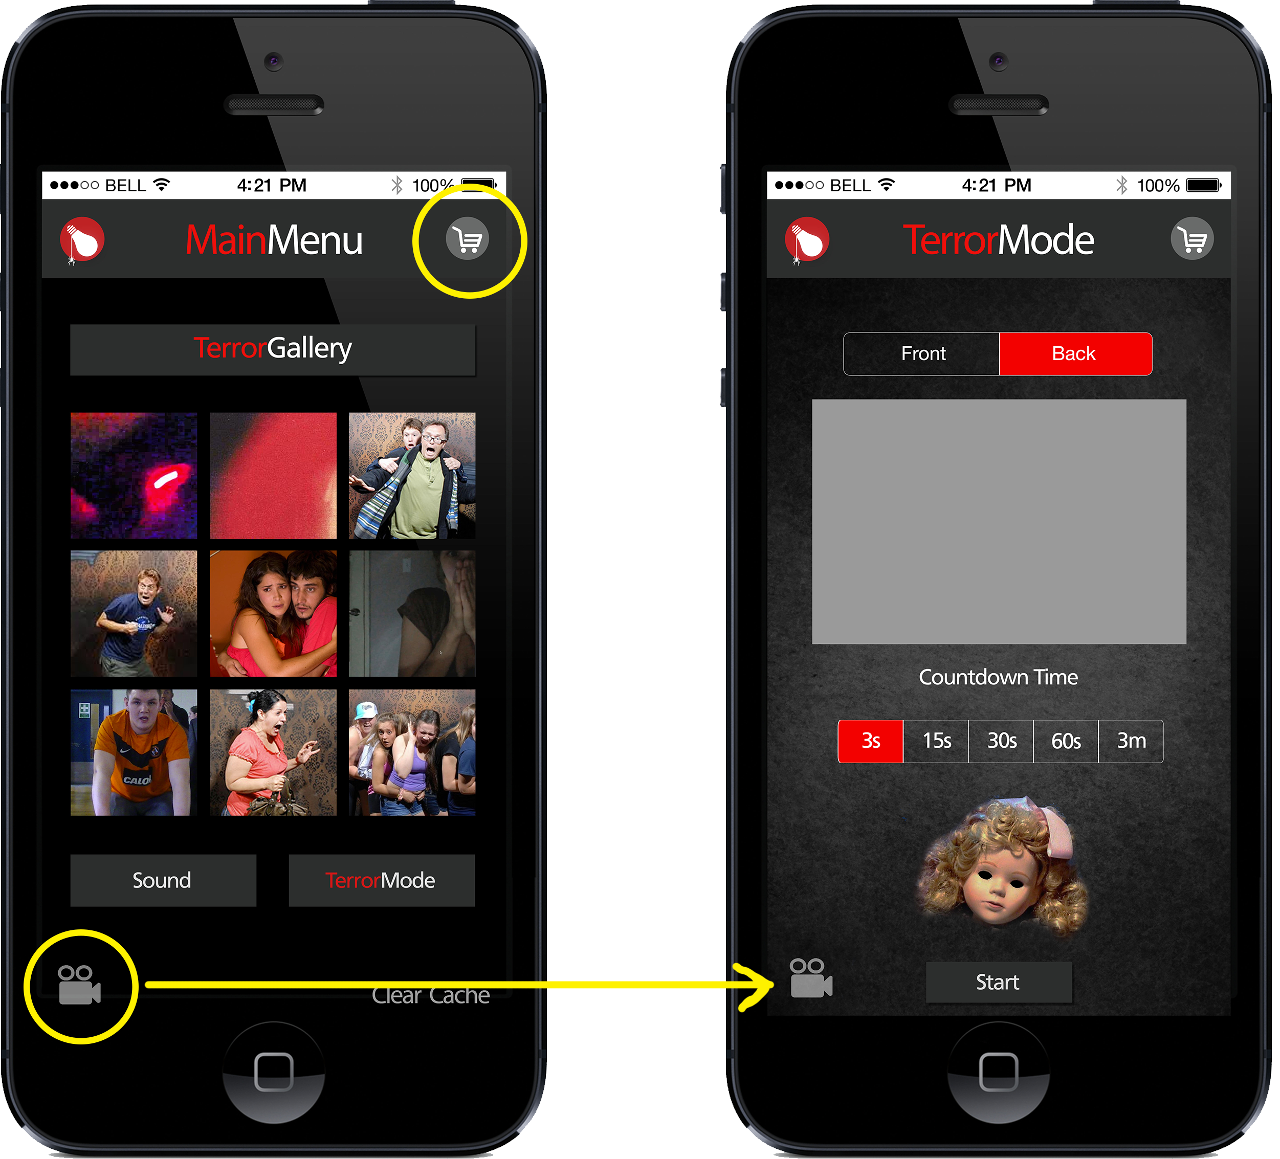 BELL 4:21 PM 100%
MainMenu
TerrorGallery
CALOR
Sound TerrorMode
Clear Cache
BELL 4:21 PM 100%
TerrorMode
Front Back
Countdown Time
3s 15s 30s 60s 3m
Start